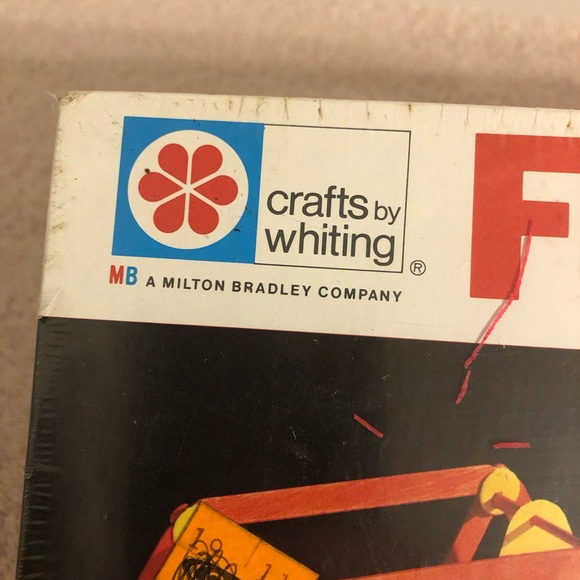 crafts by
whiting
®
MB A MILTON BRADLEY COMPANY
F